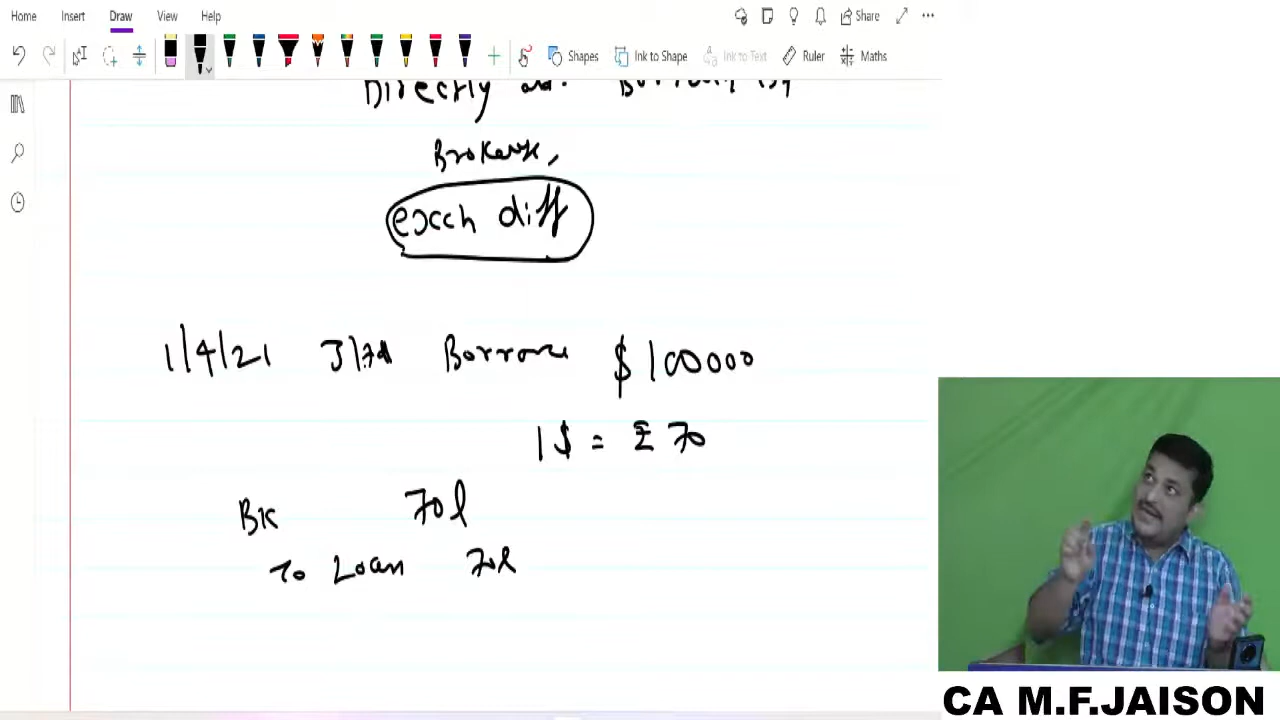 Home Insert Draw View Help Share
Shapes Ink to Shape Ink to Text Ruler Maths
Directly
exch diff
1/4/21 Borrow $ 100000
1 $ = ₹ 70
BK 70l
To Loan 70l
CA M.F.JAISON